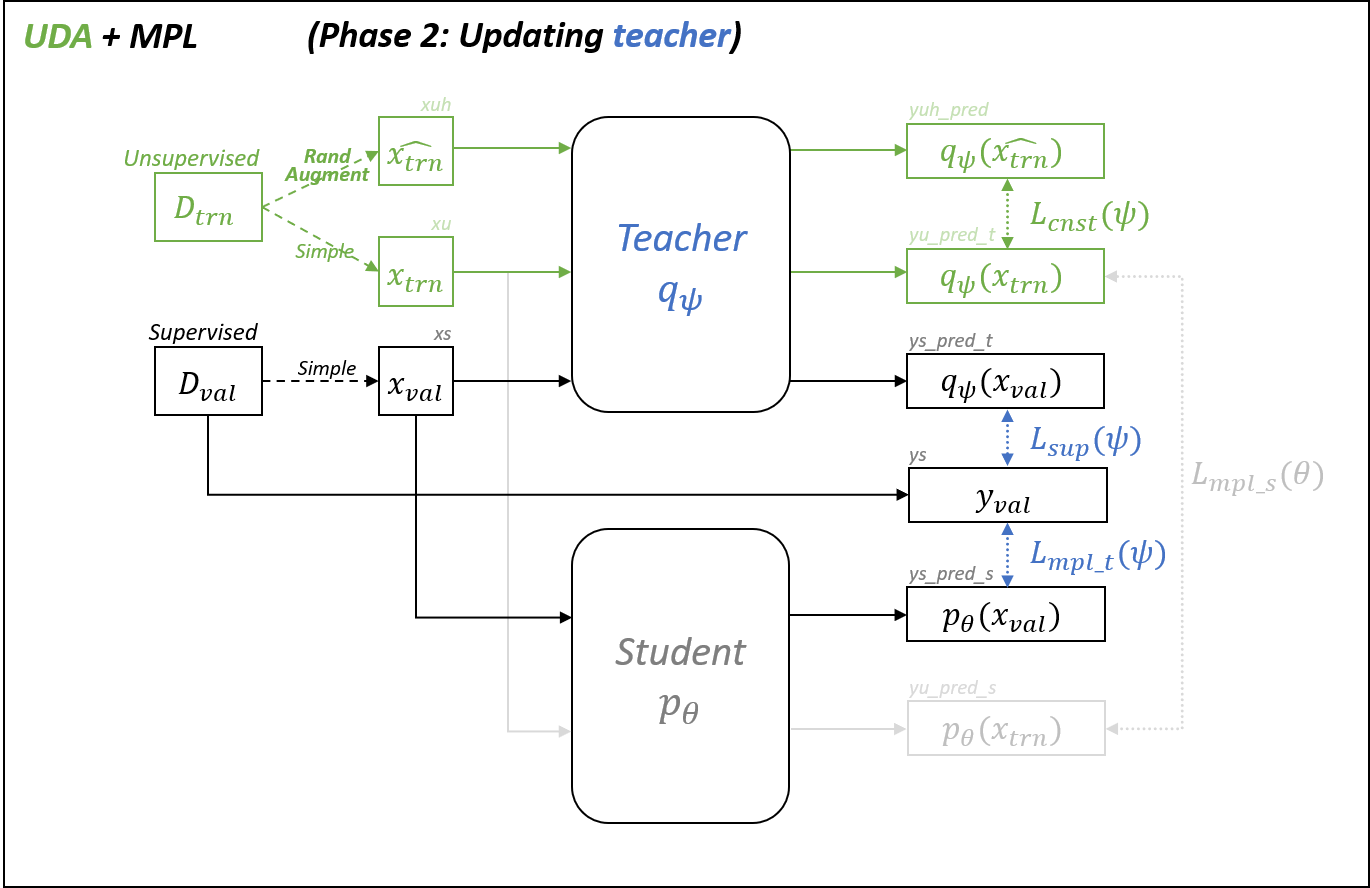 UDA + MPL (Phase 2: Updating teacher)
xuh
yuh_pred
Unsupervised
Rand
Augment
$\widehat{x_{trn}}$
$q_\psi(\widehat{x_{trn}})$
$D_{trn}$
$L_{cnst}(\psi)$
xu
yu_pred_t
Simple
Teacher
$x_{trn}$
$q_\psi(x_{trn})$
$q_\psi$
Supervised
xs
ys_pred_t
Simple
$D_{val}$
$x_{val}$
$q_\psi(x_{val})$
$L_{sup}(\psi)$
ys
$L_{mpl\_s}(\theta)$
$y_{val}$
$L_{mpl\_t}(\psi)$
ys_pred_s
$p_\theta(x_{val})$
Student
$p_\theta$
yu_pred_s
$p_\theta(x_{trn})$